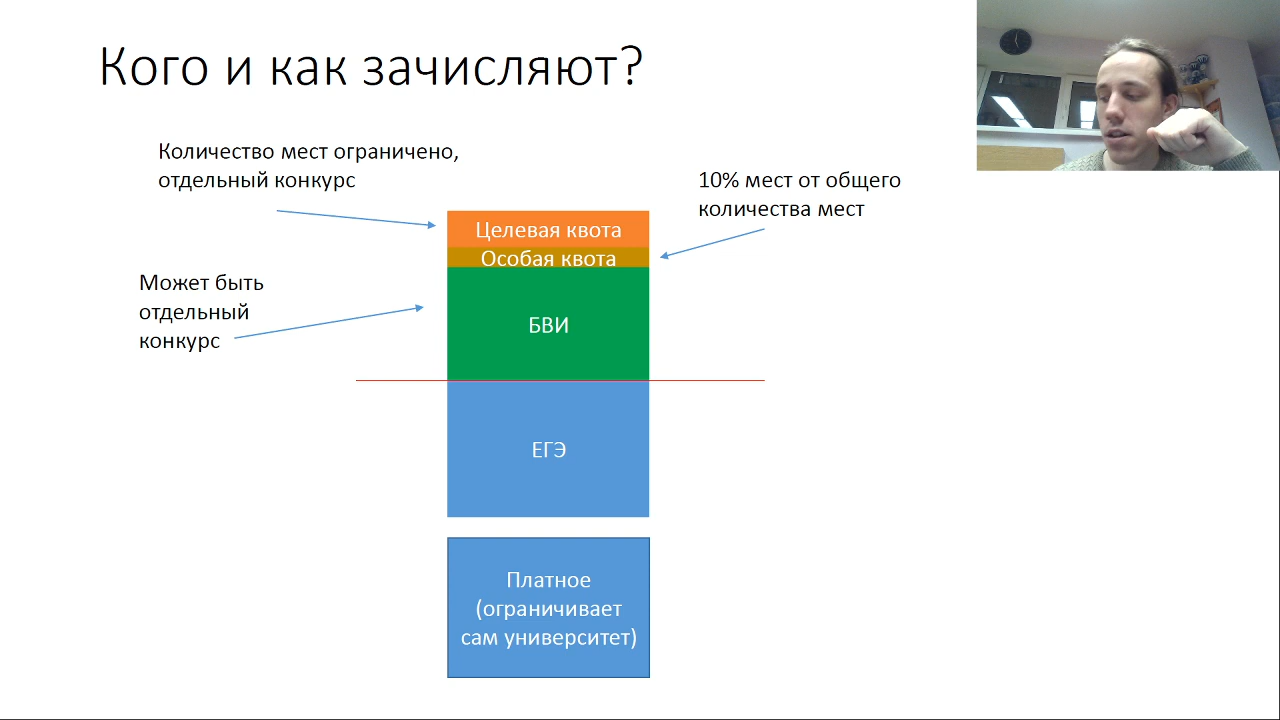 Кого и как зачисляют?
Количество мест ограничено,
отдельный конкурс
10% мест от общего
количества мест
Целевая квота
Особая квота
Может быть
отдельный
конкурс
БВИ
ЕГЭ
Платное
(ограничивает
сам университет)